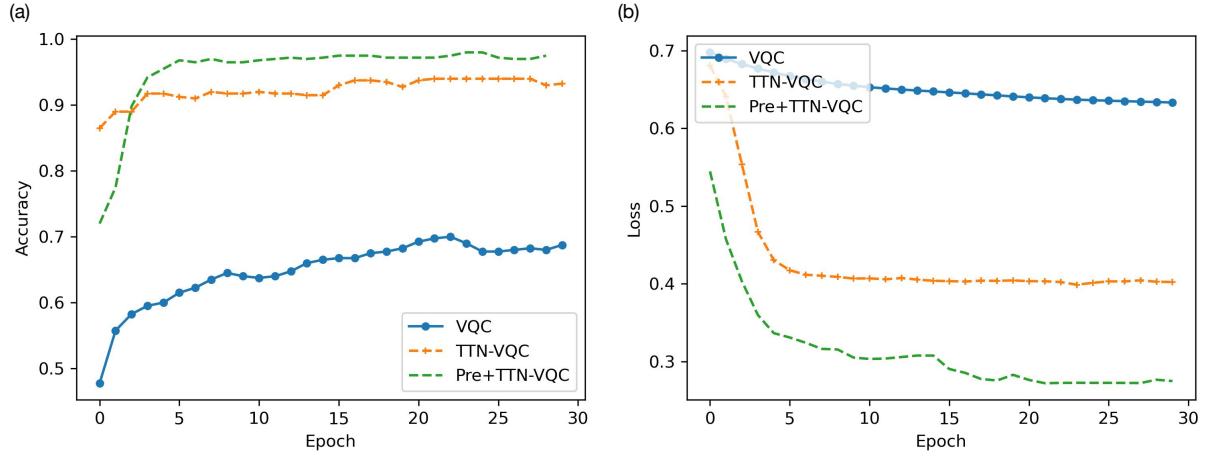 (a)
1.0
0.9
0.8
0.7
0.6
0.5
Accuracy
VQC
TTN-VQC
Pre+TTN-VQC
0 5 10 15 20 25 30
Epoch
(b)
0.7
0.6
0.5
0.4
0.3
Loss
VQC
TTN-VQC
Pre+TTN-VQC
0 5 10 15 20 25 30
Epoch